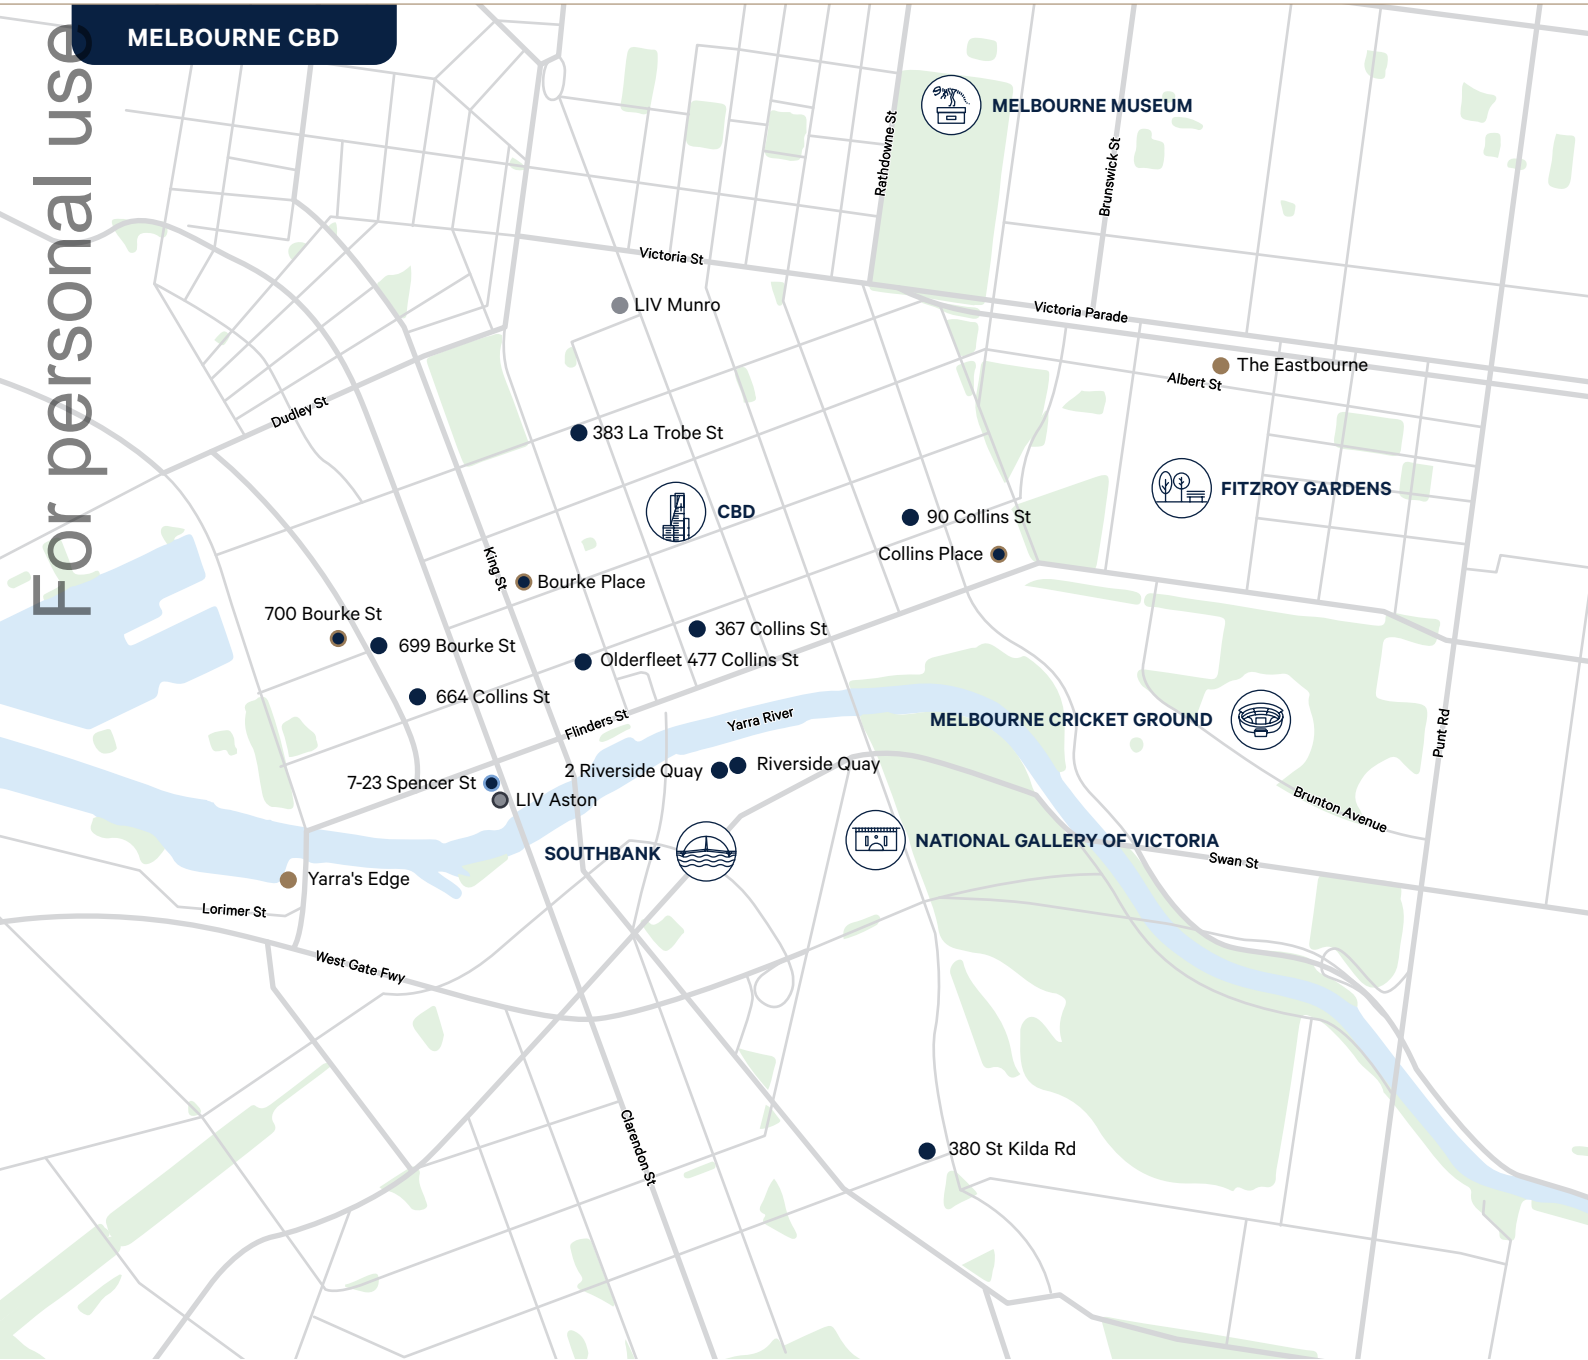 MELBOURNE CBD
For personal use
MELBOURNE MUSEUM
Rathdowne St
Brunswick St
Victoria St
LIV Munro
Victoria Parade
The Eastbourne
Albert St
Dudley St
383 La Trobe St
FITZROY GARDENS
CBD
90 Collins St
Collins Place
King St
Bourke Place
700 Bourke St
699 Bourke St
367 Collins St
Olderfleet 477 Collins St
664 Collins St
Flinders St
Yarra River
MELBOURNE CRICKET GROUND
Punt Rd
2 Riverside Quay
Riverside Quay
7-23 Spencer St
LIV Aston
Brunton Avenue
SOUTHBANK
NATIONAL GALLERY OF VICTORIA
Swan St
Yarra's Edge
Lorimer St
West Gate Fwy
Clarendon St
380 St Kilda Rd